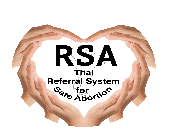 RSA
Thai
Referral System
for
Safe Abortion